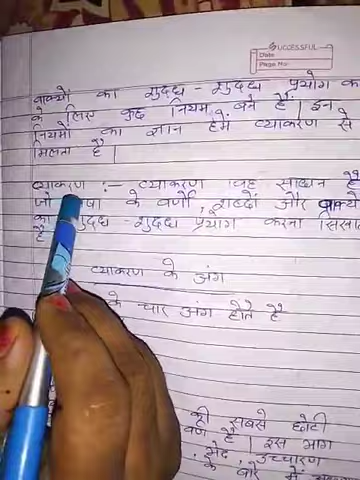 SUCCESSFUL
Date
Page No.
वाक्यों का शुद्ध - शुद्ध प्रयोग क
के लिए कुछ नियम बने हैं। इन
नियमों का ज्ञान हमें व्याकरण से
मिलता है |
व्याकरण :- व्याकरण वह साधन है
जो के वर्णो, शब्दों और वाक्यो
का शुद्ध - शुद्ध प्रयोग करना
है
व्याकरण के अंग
के चार अंग होते है
की सबसे छोटी
वर्ण है | इस भाग
, भेद, उच्चारण
के बारे में